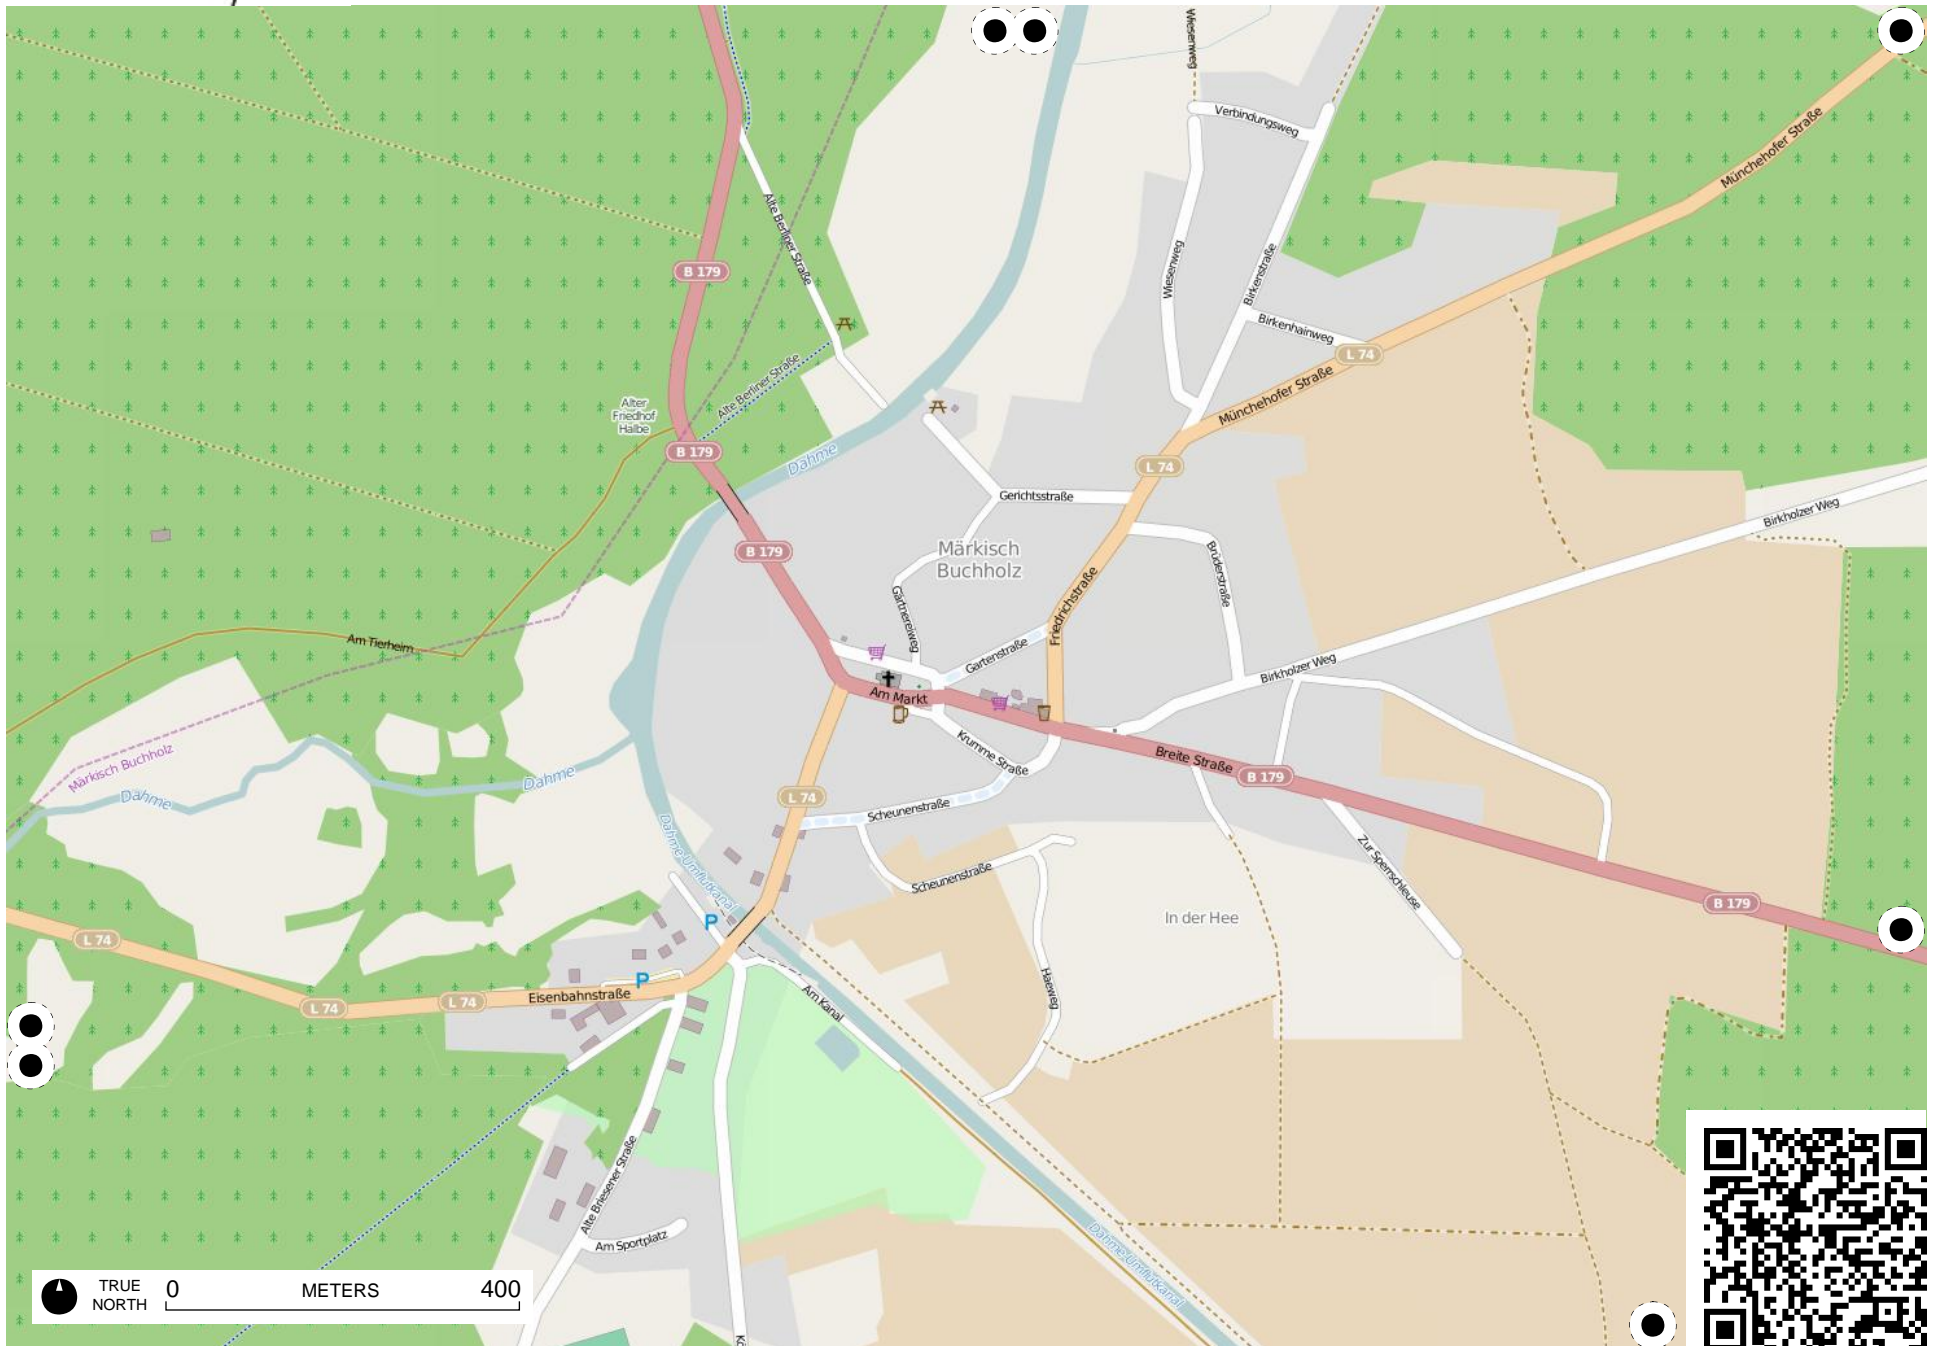 Wiesenweg
Verbindungsweg
Münchehofer Straße
Alte Berliner Straße
Wiesenweg
Birkenstraße
B 179
Birkenhainweg
L 74
Alte Berliner Straße
Münchehofer Straße
Alter
Friedhof
Halbe
B 179
Dahme
L 74
Gerichtsstraße
Birkholzer Weg
B 179
Märkisch
Buchholz
Brüderstraße
Friedrichstraße
Gärtnereiweg
Am Tierheim
Gartenstraße
Birkholzer Weg
Am Markt
Krumme Straße
Breite Straße
B 179
Märkisch Buchholz
Dahme
Dahme
L 74
Scheunenstraße
Dahme-Umflutkanal
Zur Sperrschleuse
Scheunenstraße
B 179
In der Hee
P
L 74
P
Haeweg
Eisenbahnstraße
L 74
L 74
Am Kanal
Alte Briesener Straße
Am Sportplatz
Dahme-Umflutkanal
TRUE
NORTH
0 METERS 400